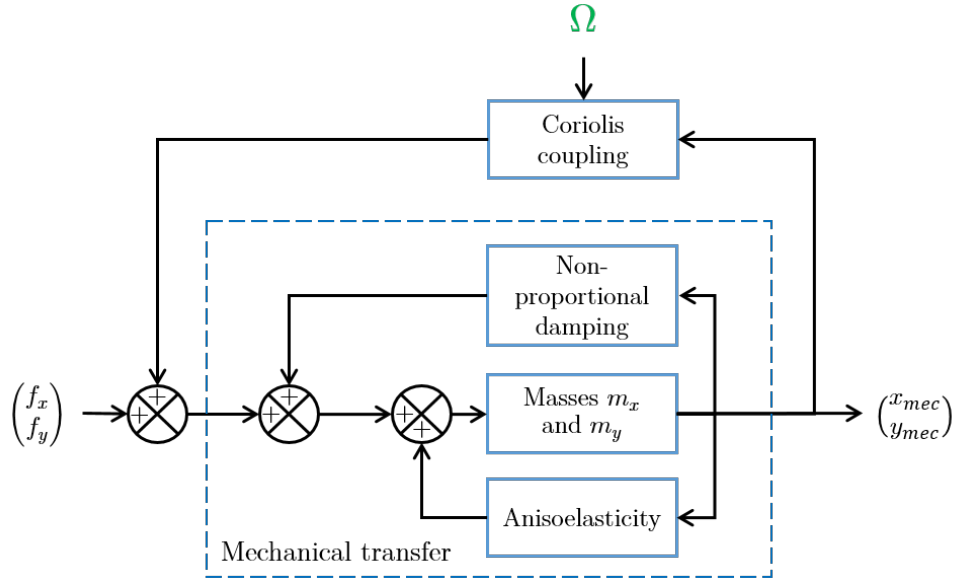 Ω
Coriolis
coupling
Non-
proportional
damping
+
+
+
+
+
+
(f_x
f_y)
Masses m_x
and m_y
(x_mec
y_mec)
Anisoelasticity
Mechanical transfer